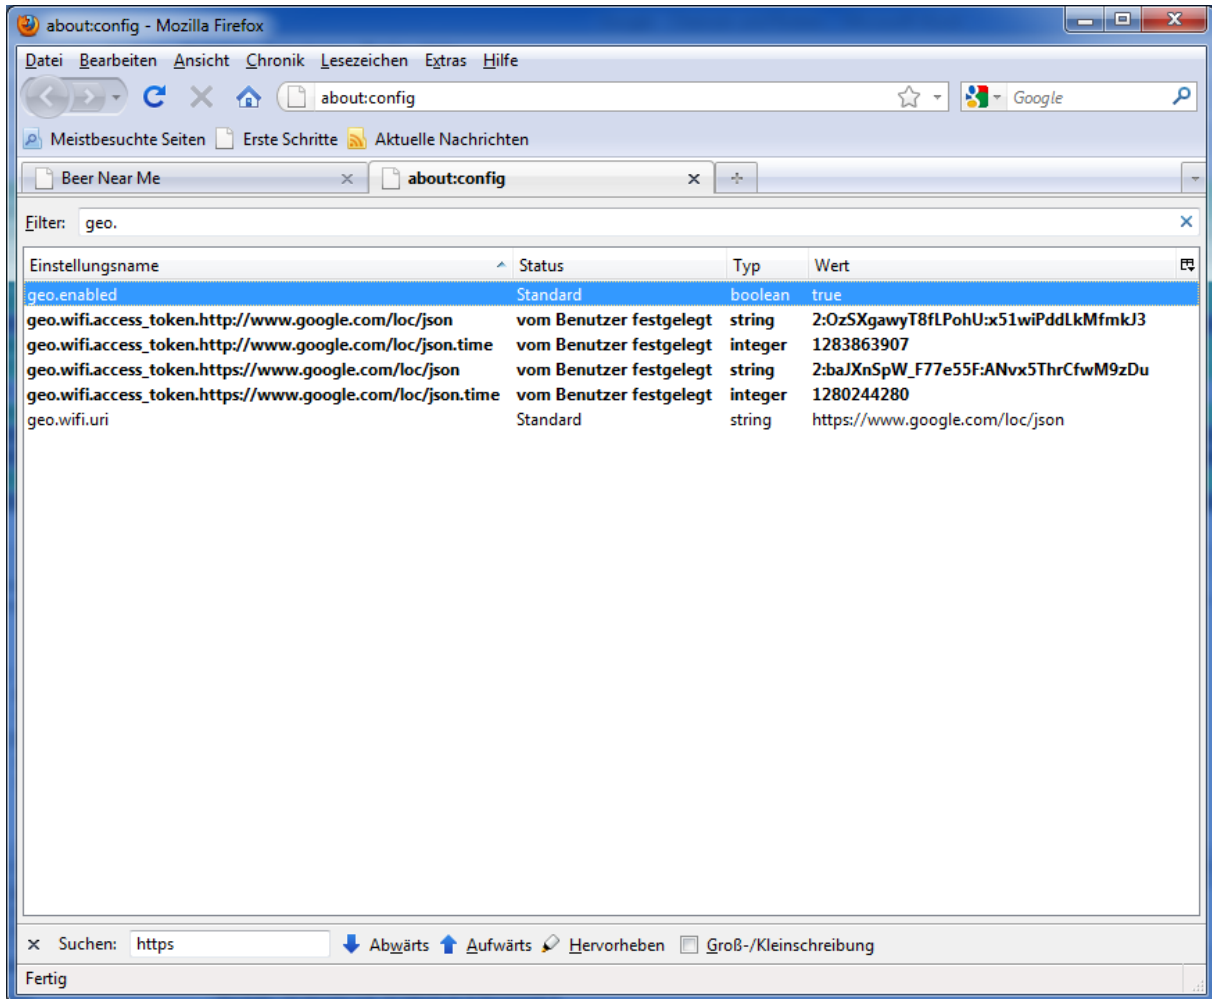 about:config - Mozilla Firefox
Datei Bearbeiten Ansicht Chronik Lesezeichen Extras Hilfe
about:config Google
Meistbesuchte Seiten Erste Schritte Aktuelle Nachrichten
Beer Near Me about:config
Filter: geo.
Einstellungsname Status Typ Wert
geo.enabled Standard boolean true
geo.wifi.access_token.http://www.google.com/loc/json vom Benutzer festgelegt string 2:OzSXgawyT8fLPohU:x51wiPddLkMfmkJ3
geo.wifi.access_token.http://www.google.com/loc/json.time vom Benutzer festgelegt integer 1283863907
geo.wifi.access_token.https://www.google.com/loc/json vom Benutzer festgelegt string 2:baJXnSpW_F77e55F:ANvx5ThrCfwM9zDu
geo.wifi.access_token.https://www.google.com/loc/json.time vom Benutzer festgelegt integer 1280244280
geo.wifi.uri Standard string https://www.google.com/loc/json
Suchen: https Abwärts Aufwärts Hervorheben Groß-/Kleinschreibung
Fertig